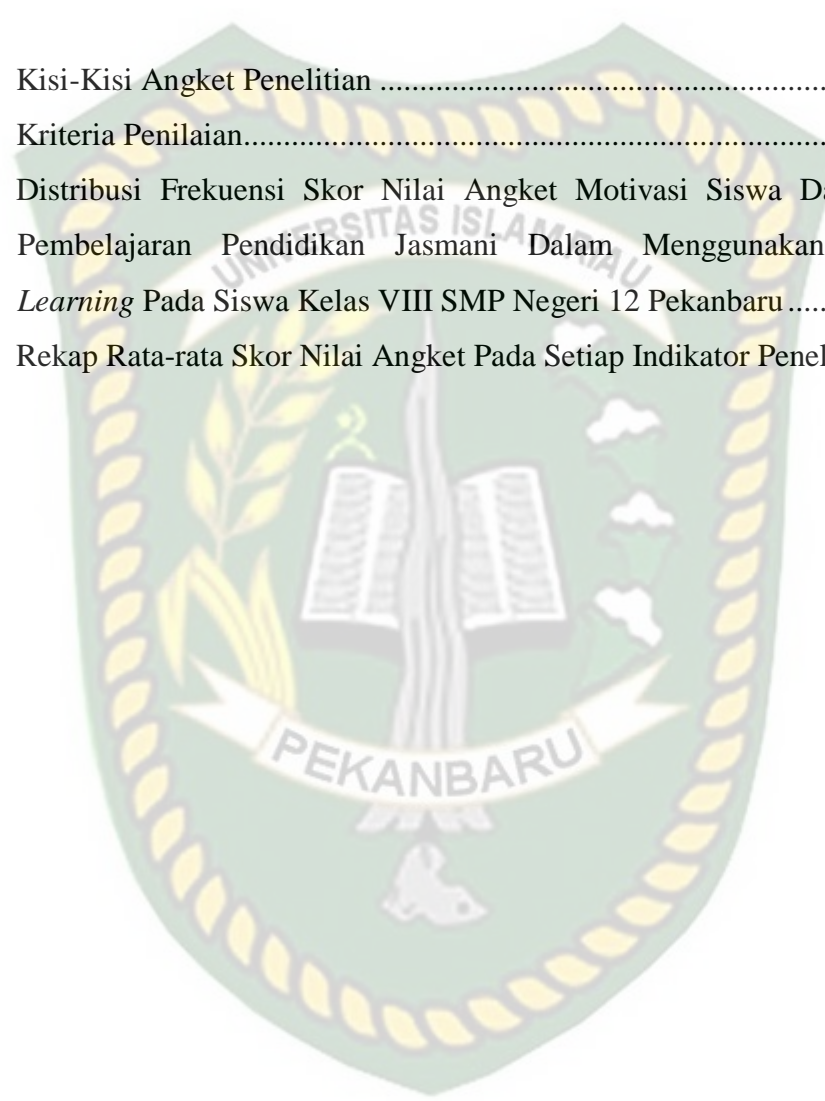 Kisi-Kisi Angket Penelitian .......................................................
Kriteria Penilaian.......................................................................
Distribusi Frekuensi Skor Nilai Angket Motivasi Siswa
Pembelajaran Pendidikan Jasmani Dalam Menggunakan
Learning Pada Siswa Kelas VIII SMP Negeri 12 Pekanbaru .....
Rekap Rata-rata Skor Nilai Angket Pada Setiap Indikator
UNIVERSITAS ISLAM RIAU
PEKANBARU